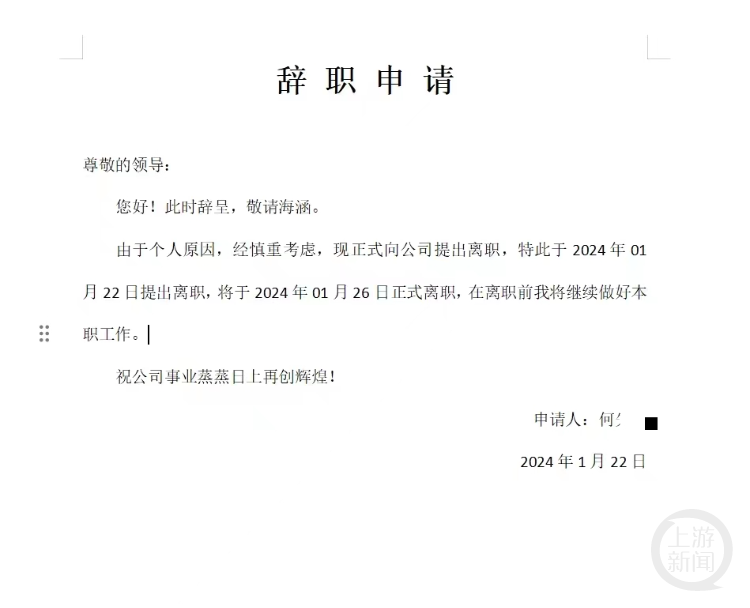 辞职申请
尊敬的领导：
您好！此时辞呈，敬请海涵。
由于个人原因，经慎重考虑，现正式向公司提出离职，特此于 2024 年 01
月 22 日提出离职，将于 2024 年 01 月 26 日正式离职，在离职前我将继续做好本
职工作。
祝公司事业蒸蒸日上再创辉煌！
申请人：何
2024 年 1 月 22 日
上游
新闻